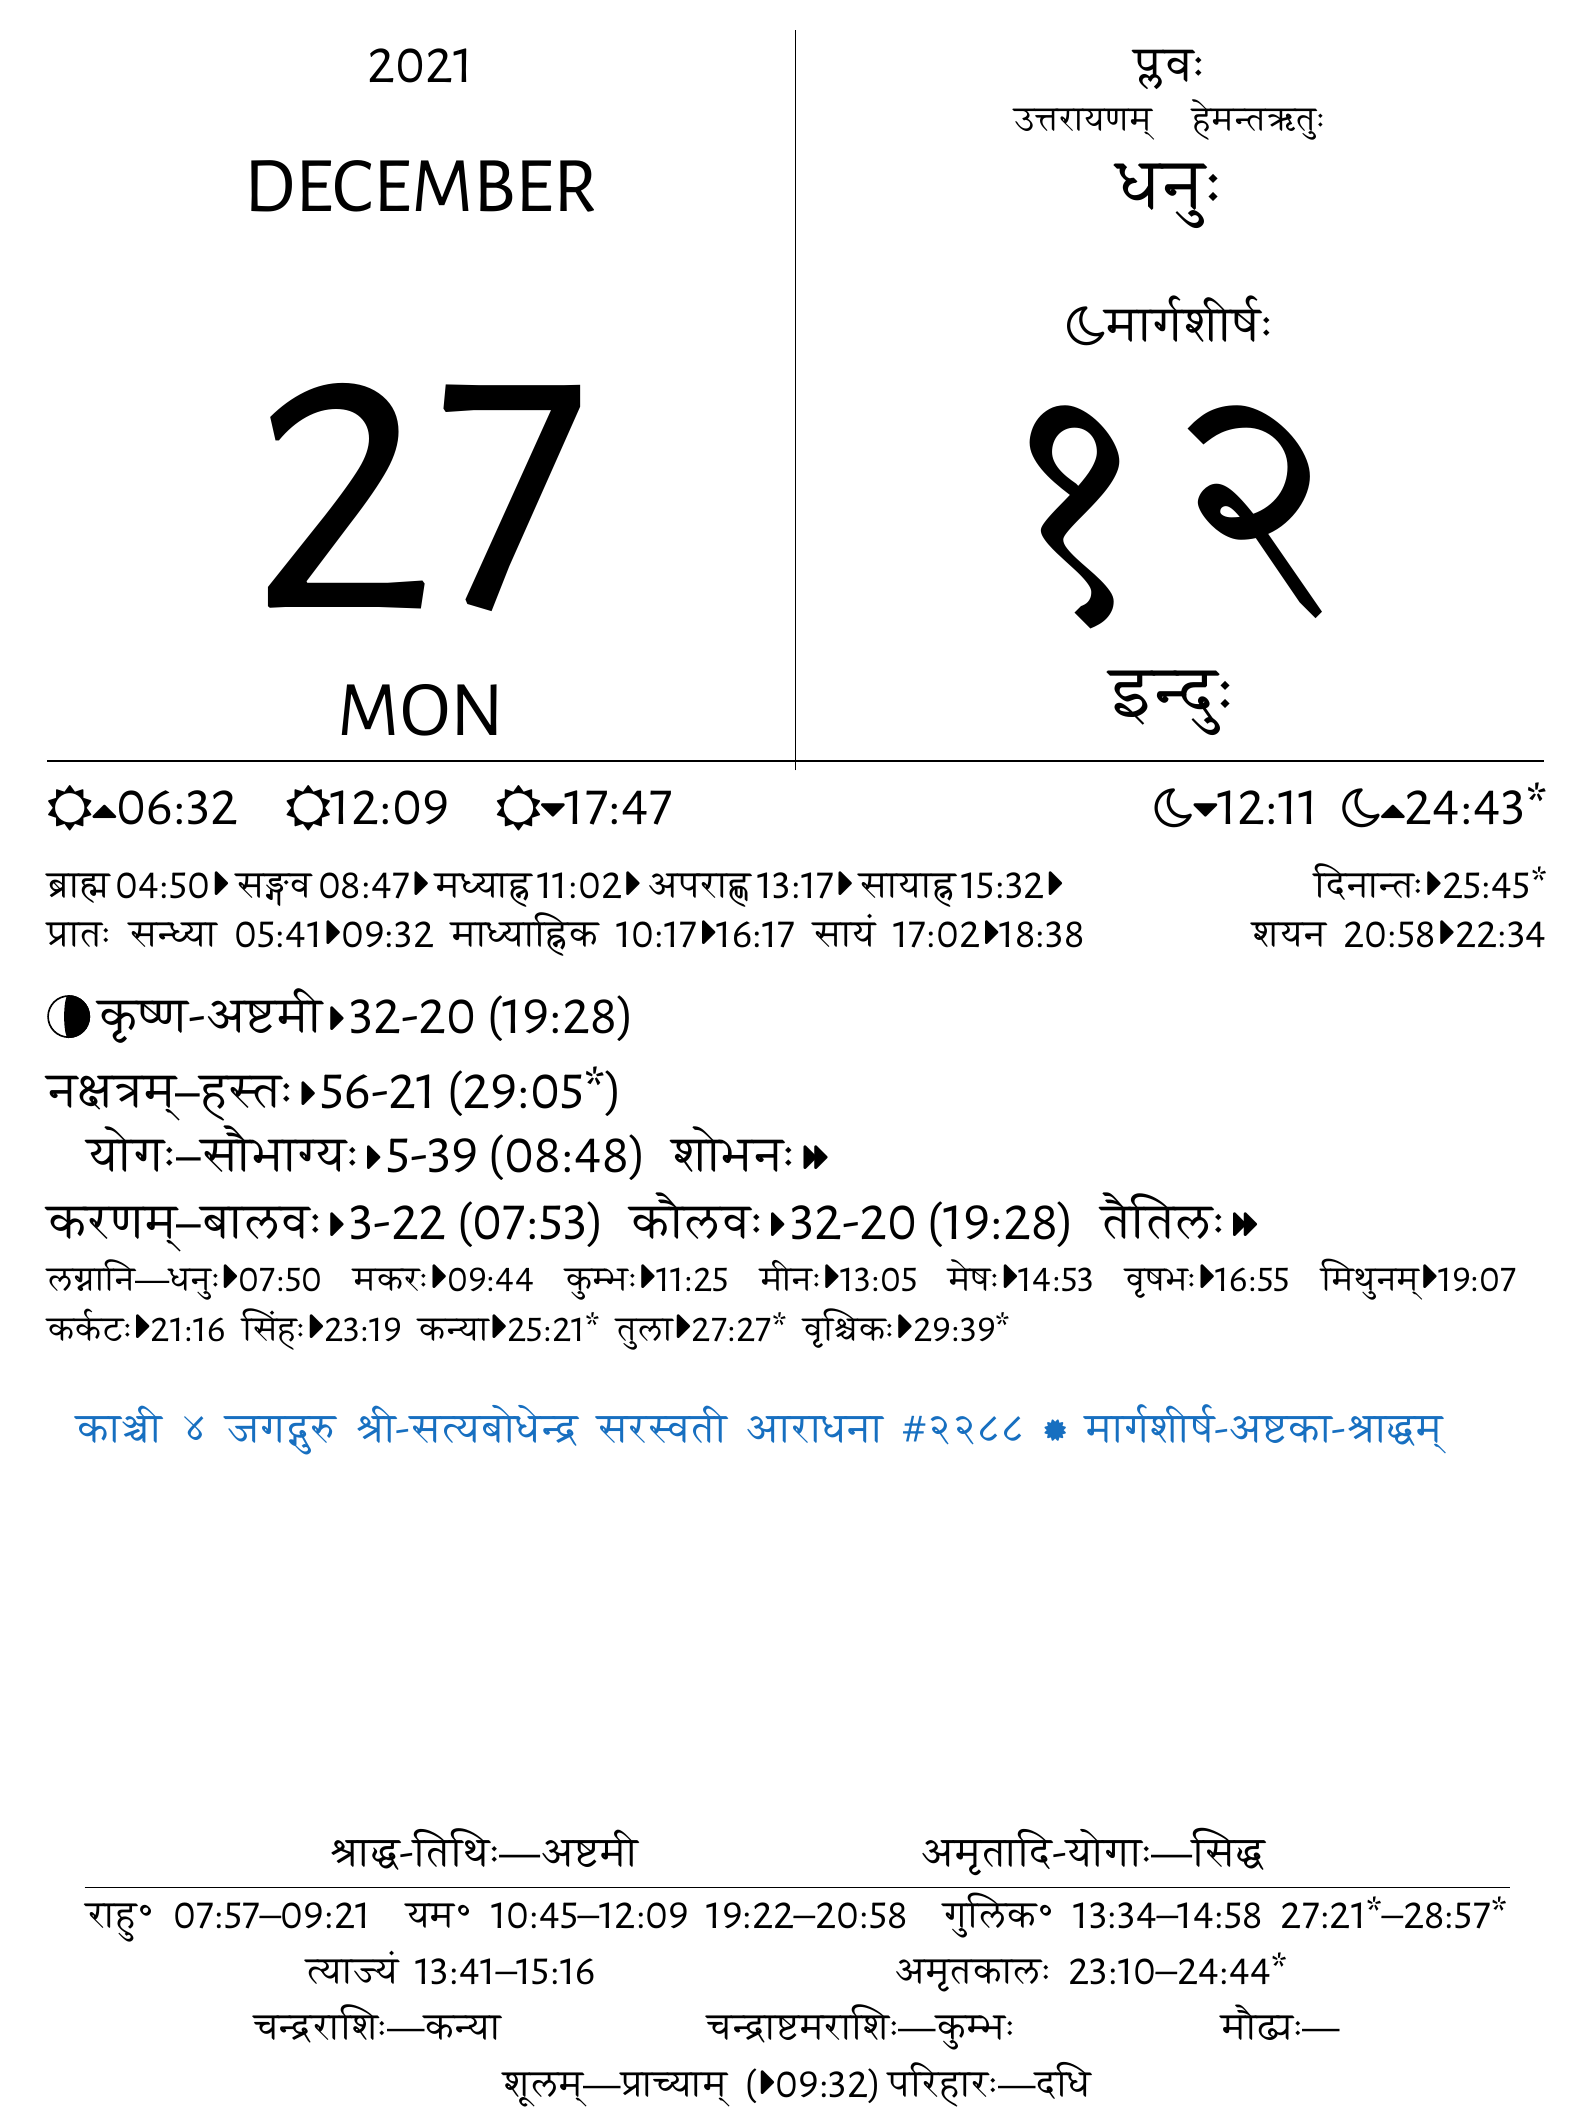 2021
DECEMBER
27
MON
प्लवः
उत्तरायणम् हेमन्तऋतुः
धनुः
मार्गशीर्षः
१२
इन्दुः
06:32 12:09 17:47 12:11 24:43*
ब्राह्म 04:50 सङ्गव 08:47 मध्याह्न 11:02 अपराह्ण 13:17 सायाह्न 15:32 दिनान्तः 25:45*
प्रातः सन्ध्या 05:41 09:32 माध्याह्निक 10:17 16:17 सायं 17:02 18:38 शयन 20:58 22:34
कृष्ण-अष्टमी 32-20 (19:28)
नक्षत्रम्–हस्तः 56-21 (29:05*)
योगः–सौभाग्यः 5-39 (08:48) शोभनः
करणम्–बालवः 3-22 (07:53) कौलवः 32-20 (19:28) तैतिलः
लग्नानि—धनुः 07:50 मकरः 09:44 कुम्भः 11:25 मीनः 13:05 मेषः 14:53 वृषभः 16:55 मिथुनम् 19:07
कर्कटः 21:16 सिंहः 23:19 कन्या 25:21* तुला 27:27* वृश्चिकः 29:39*
काञ्ची ४ जगद्गुरु श्री-सत्यबोधेन्द्र सरस्वती आराधना #२२८८ ✹ मार्गशीर्ष-अष्टका-श्राद्धम्
श्राद्ध-तिथिः—अष्टमी अमृतादि-योगाः—सिद्ध
राहु॰ 07:57–09:21 यम॰ 10:45–12:09 19:22–20:58 गुलिक॰ 13:34–14:58 27:21*–28:57*
त्याज्यं 13:41–15:16 अमृतकालः 23:10–24:44*
चन्द्रराशिः—कन्या चन्द्राष्टमराशिः—कुम्भः मौढ्यः—
शूलम्—प्राच्याम् (09:32) परिहारः—दधि